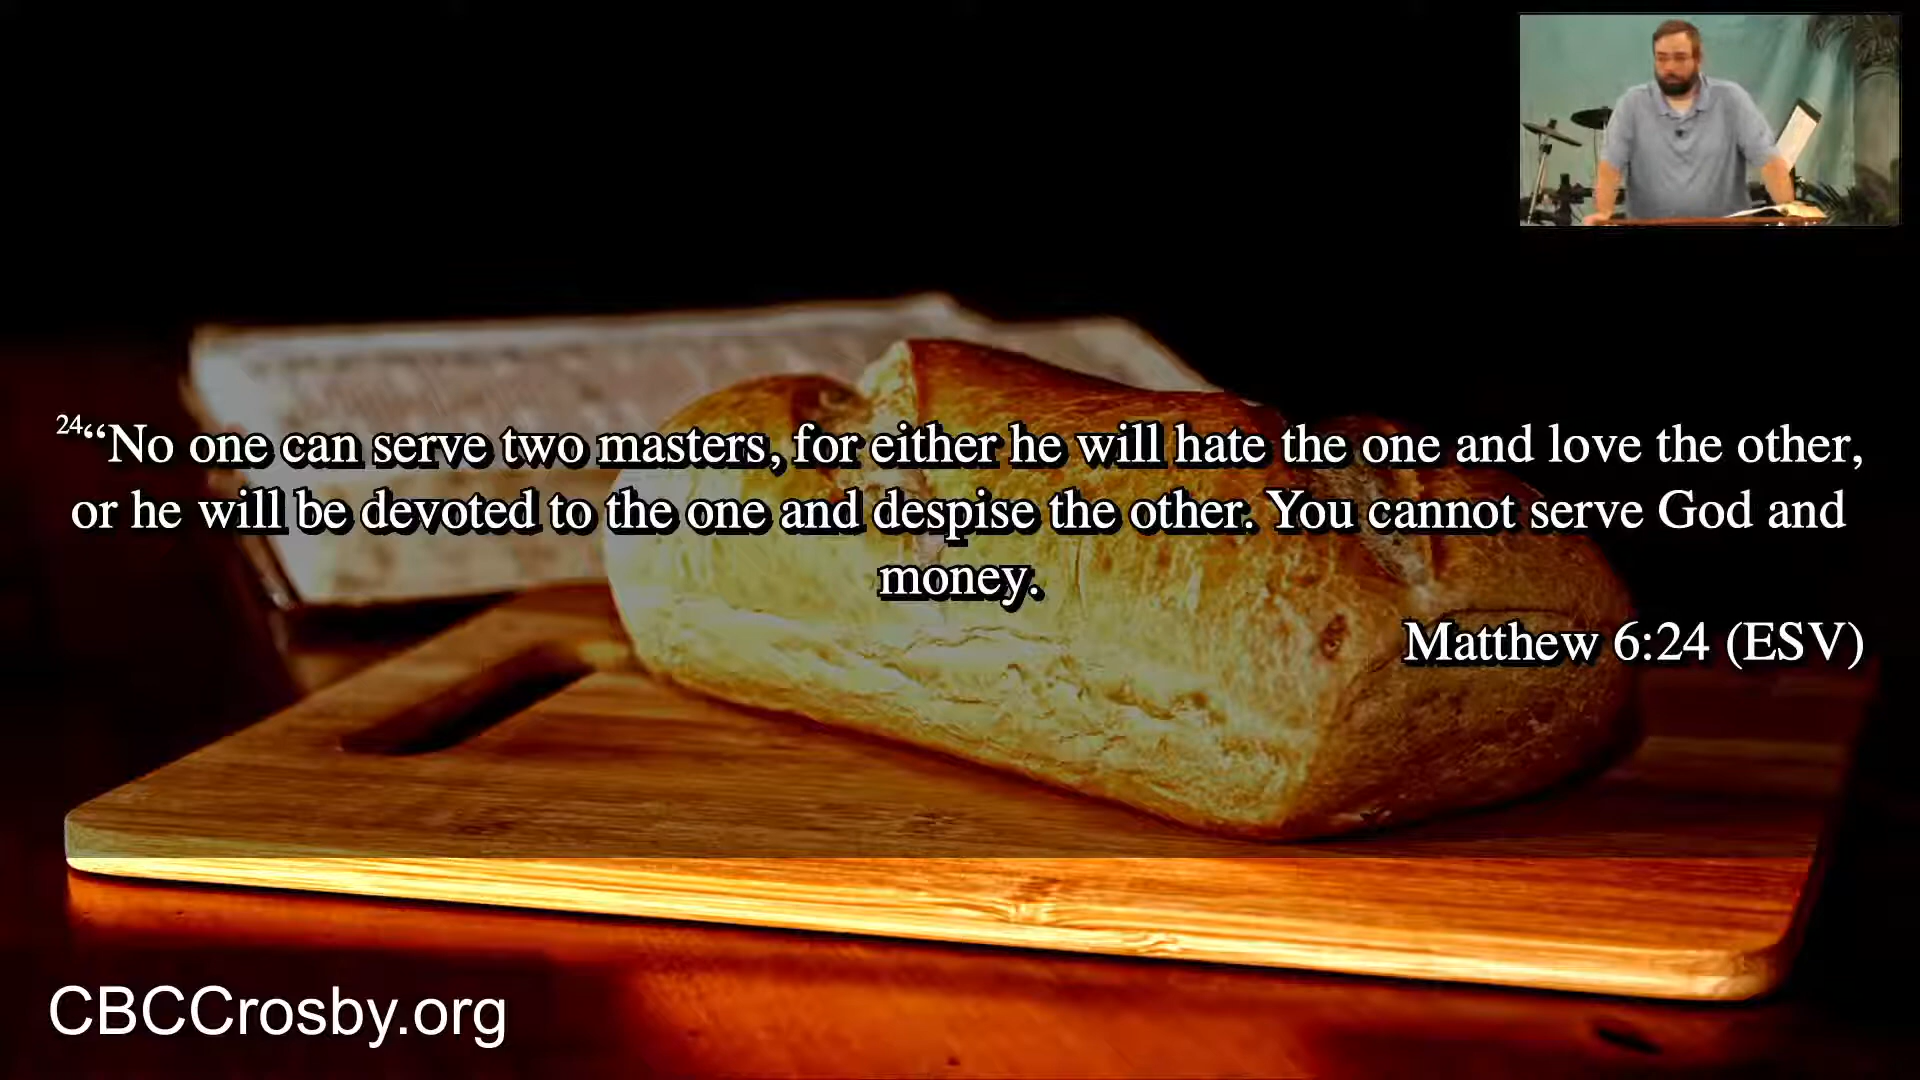 24“No one can serve two masters, for either he will hate the one and love the other,
or he will be devoted to the one and despise the other. You cannot serve God and
money.
Matthew 6:24 (ESV)
CBCCrosby.org